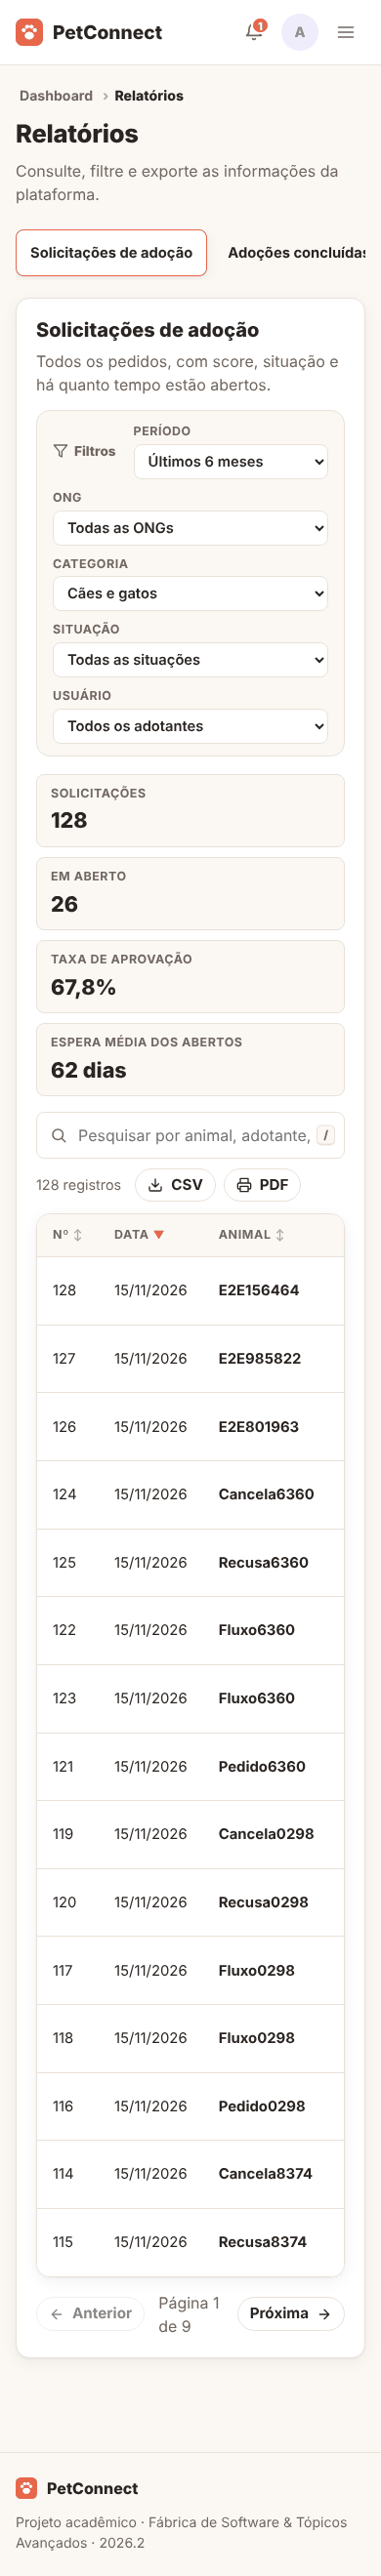 PetConnect
1
A
Dashboard › Relatórios
Relatórios
Consulte, filtre e exporte as informações da
plataforma.
Solicitações de adoção
Adoções concluídas
Solicitações de adoção
Todos os pedidos, com score, situação e
há quanto tempo estão abertos.
Filtros
PERÍODO
Últimos 6 meses
ONG
Todas as ONGs
CATEGORIA
Cães e gatos
SITUAÇÃO
Todas as situações
USUÁRIO
Todos os adotantes
SOLICITAÇÕES
128
EM ABERTO
26
TAXA DE APROVAÇÃO
67,8%
ESPERA MÉDIA DOS ABERTOS
62 dias
Pesquisar por animal, adotante, /
128 registros CSV PDF
Nº ↕ DATA ▼ ANIMAL ↕
128 15/11/2026 E2E156464
127 15/11/2026 E2E985822
126 15/11/2026 E2E801963
124 15/11/2026 Cancela6360
125 15/11/2026 Recusa6360
122 15/11/2026 Fluxo6360
123 15/11/2026 Fluxo6360
121 15/11/2026 Pedido6360
119 15/11/2026 Cancela0298
120 15/11/2026 Recusa0298
117 15/11/2026 Fluxo0298
118 15/11/2026 Fluxo0298
116 15/11/2026 Pedido0298
114 15/11/2026 Cancela8374
115 15/11/2026 Recusa8374
← Anterior
Página 1
de 9
Próxima →
PetConnect
Projeto acadêmico · Fábrica de Software & Tópicos
Avançados · 2026.2